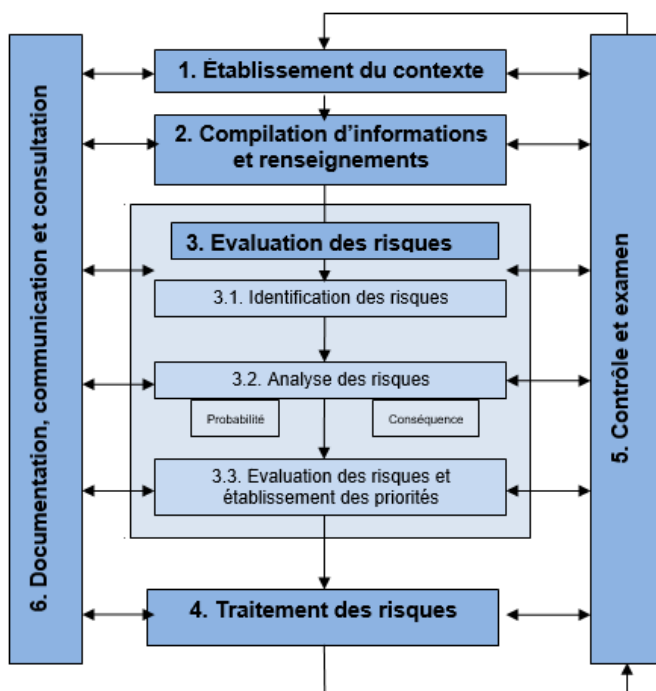 1. Établissement du contexte
2. Compilation d'informations
et renseignements
3. Evaluation des risques
3.1. Identification des risques
3.2. Analyse des risques
Probabilité
Conséquence
3.3. Evaluation des risques et
établissement des priorités
4. Traitement des risques
5. Contrôle et examen
6. Documentation, communication et consultation